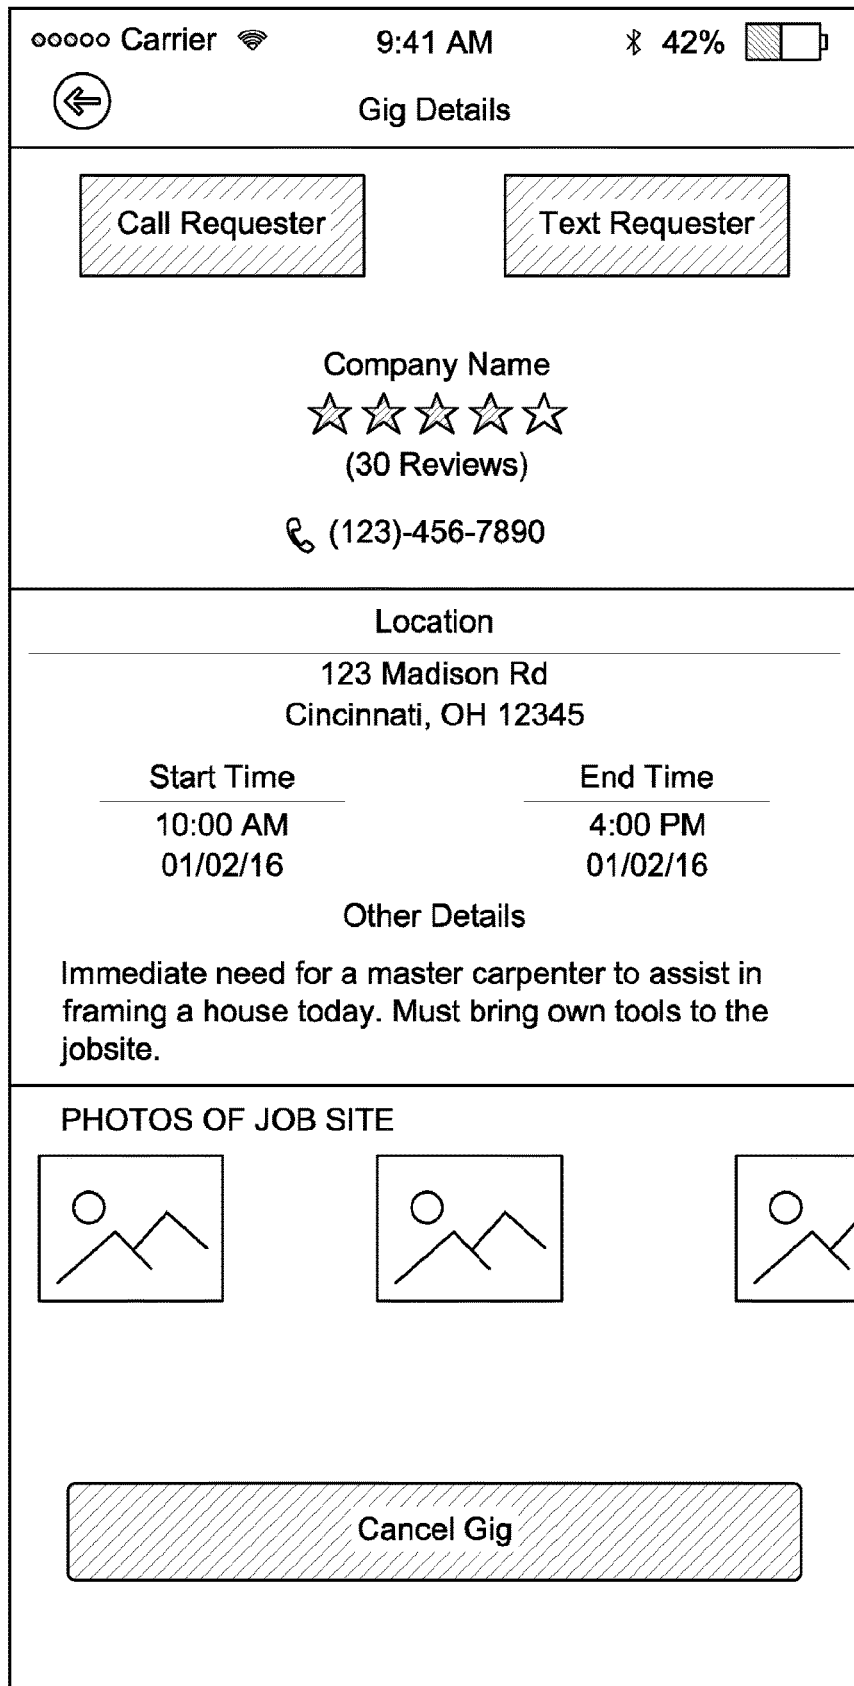 Carrier 9:41 AM 42%
Gig Details
Call Requester Text Requester
Company Name
(30 Reviews)
(123)-456-7890
Location
123 Madison Rd
Cincinnati, OH 12345
Start Time End Time
10:00 AM 4:00 PM
01/02/16 01/02/16
Other Details
Immediate need for a master carpenter to assist in
framing a house today. Must bring own tools to the
jobsite.
PHOTOS OF JOB SITE
Cancel Gig